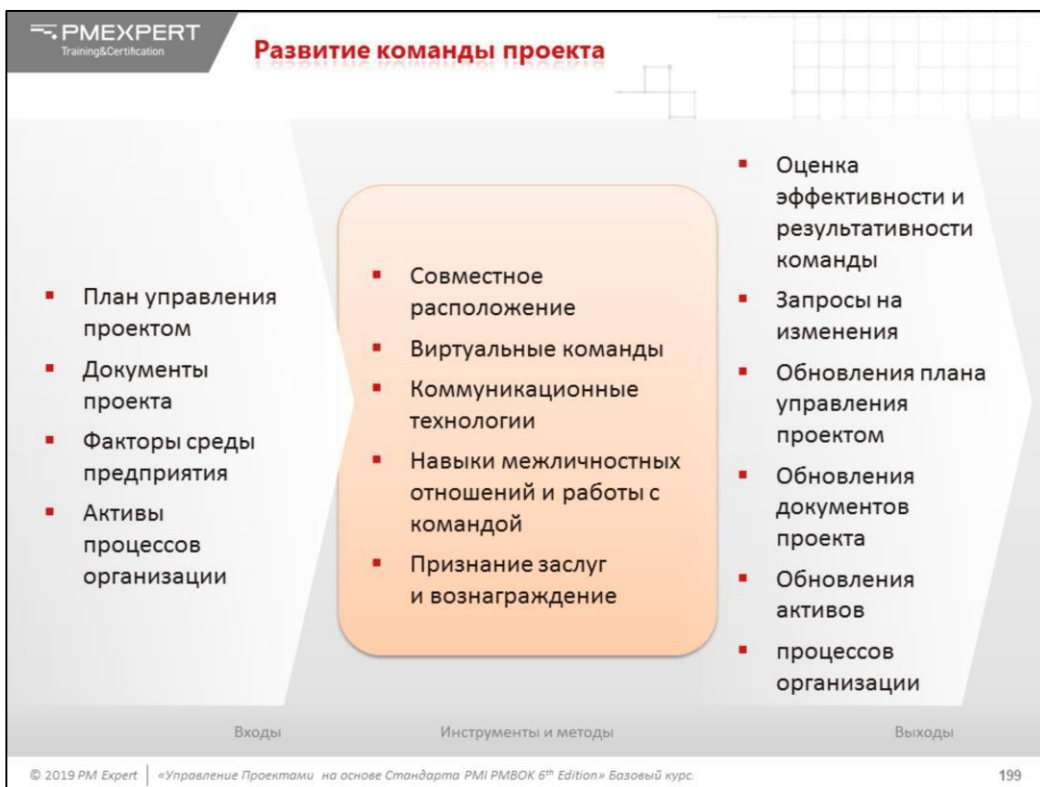 PMEXPERT
Training&Certification
Развитие команды проекта
▪ План управления
проектом
▪ Документы
проекта
▪ Факторы среды
предприятия
▪ Активы
процессов
организации
▪ Совместное
расположение
▪ Виртуальные команды
▪ Коммуникационные
технологии
▪ Навыки межличностных
отношений и работы с
командой
▪ Признание заслуг
и вознаграждение
▪ Оценка
эффективности и
результативности
команды
▪ Запросы на
изменения
▪ Обновления плана
управления
проектом
▪ Обновления
документов
проекта
▪ Обновления
активов
▪ процессов
организации
Входы
Инструменты и методы
Выходы
© 2019 PM Expert | «Управление Проектами на основе Стандарта PMI PMBOK 6th Edition» Базовый курс.
199